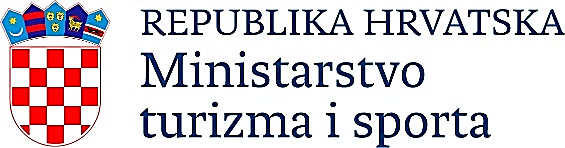 REPUBLIKA HRVATSKA
Ministarstvo
turizma i sporta